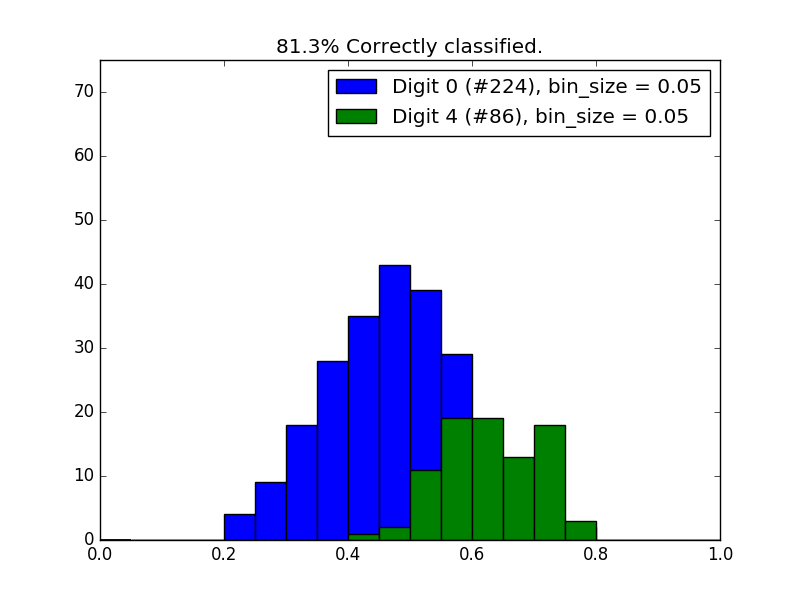 81.3% Correctly classified.
Digit 0 (#224), bin_size = 0.05
Digit 4 (#86), bin_size = 0.05
70
60
50
40
30
20
10
0
0.0 0.2 0.4 0.6 0.8 1.0